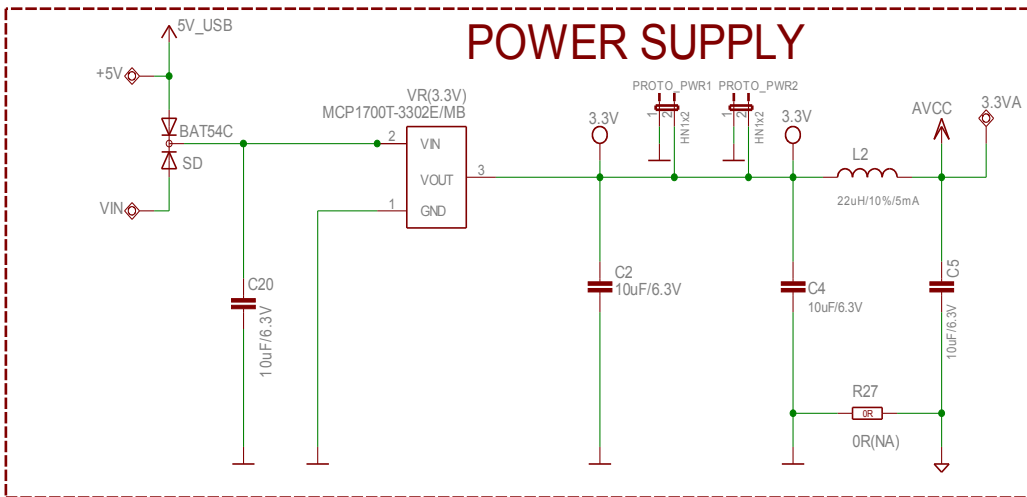 POWER SUPPLY
5V_USB
+5V
BAT54C
SD
VIN
VR(3.3V)
MCP1700T-3302E/MB
2
VIN
VOUT
3
1
GND
C20
10uF/6.3V
3.3V
PROTO_PWR1
1
2
HN1x2
PROTO_PWR2
1
2
HN1x2
3.3V
C2
10uF/6.3V
C4
10uF/6.3V
L2
22uH/10%/5mA
AVCC
3.3VA
C5
10uF/6.3V
R27
0R
0R(NA)